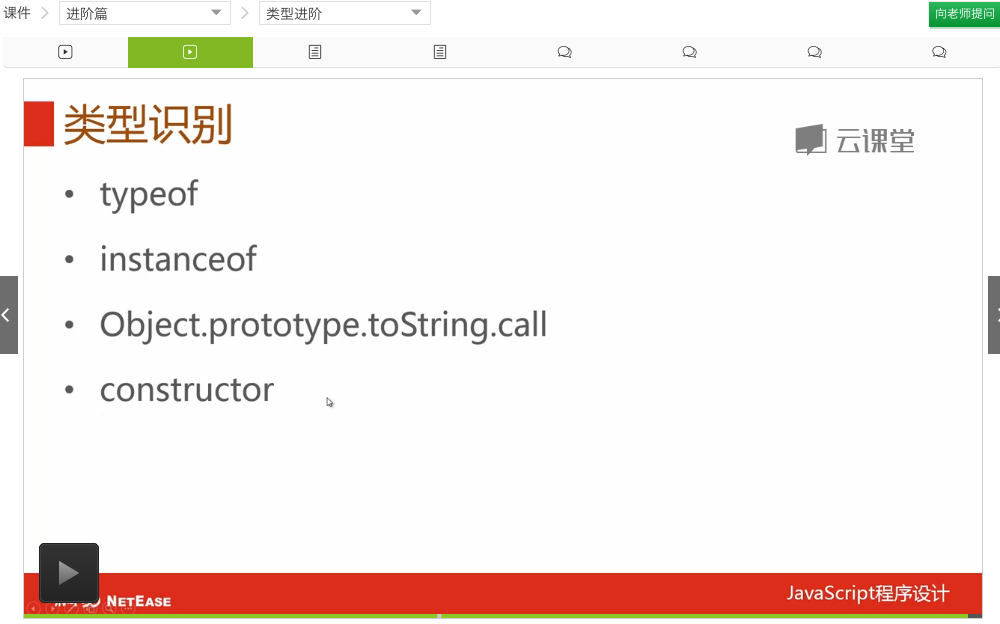 课件 进阶篇 类型进阶 向老师提问
类型识别
云课堂
• typeof
• instanceof
• Object.prototype.toString.call
• constructor
NETEASE
JavaScript程序设计